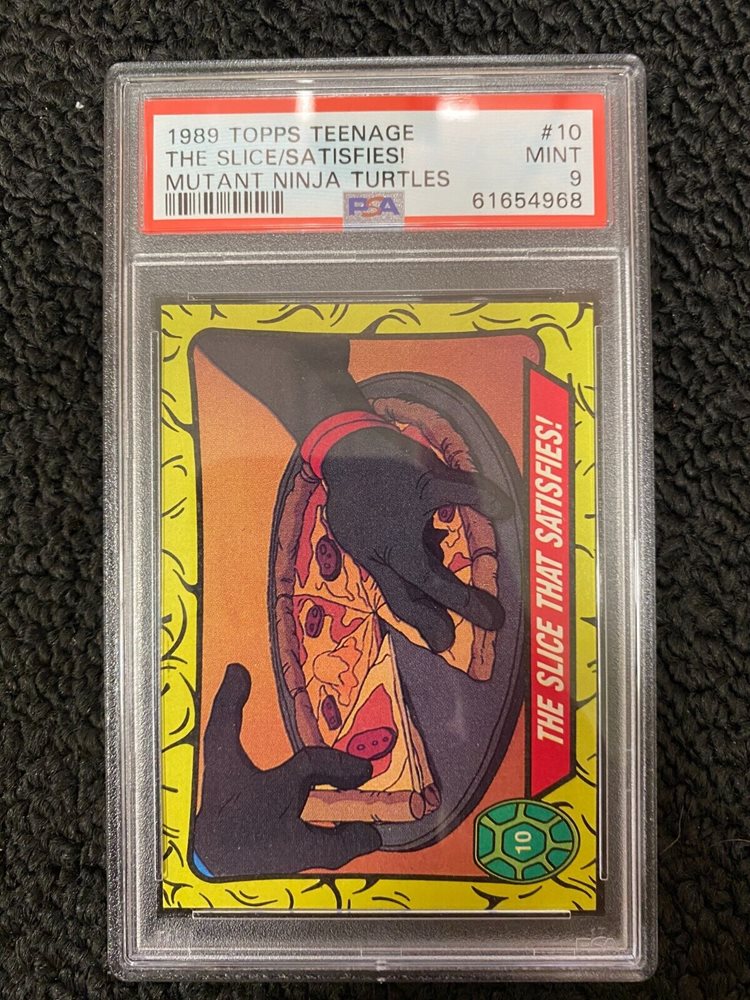 1989 TOPPS TEENAGE #10
THE SLICE/SATISFIES! MINT
MUTANT NINJA TURTLES 9
PSA 61654968
THE SLICE THAT SATISFIES!
10